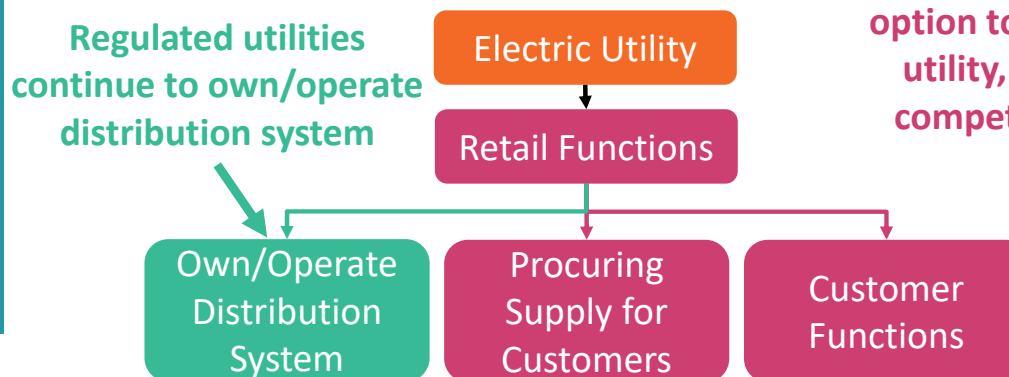 Regulated utilities
continue to own/operate
distribution system
Electric Utility
option to
utility,
compet
Retail Functions
Own/Operate
Distribution
System
Procuring
Supply for
Customers
Customer
Functions